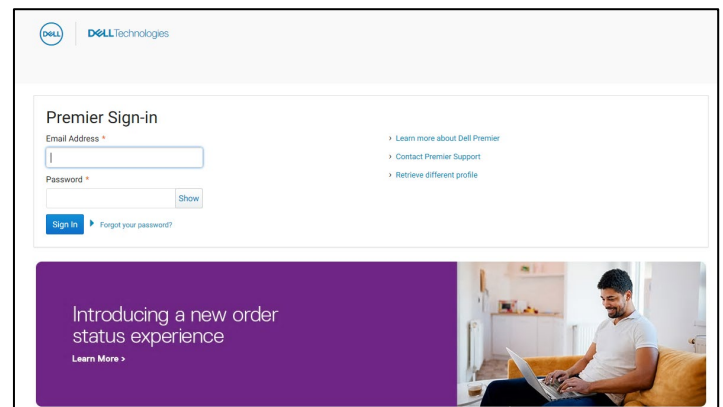 DELL
DELLTechnologies
Premier Sign-in
Email Address *
Password *
Show
Sign In
Forgot your password?
› Learn more about Dell Premier
› Contact Premier Support
› Retrieve different profile
Introducing a new order
status experience
Learn More >